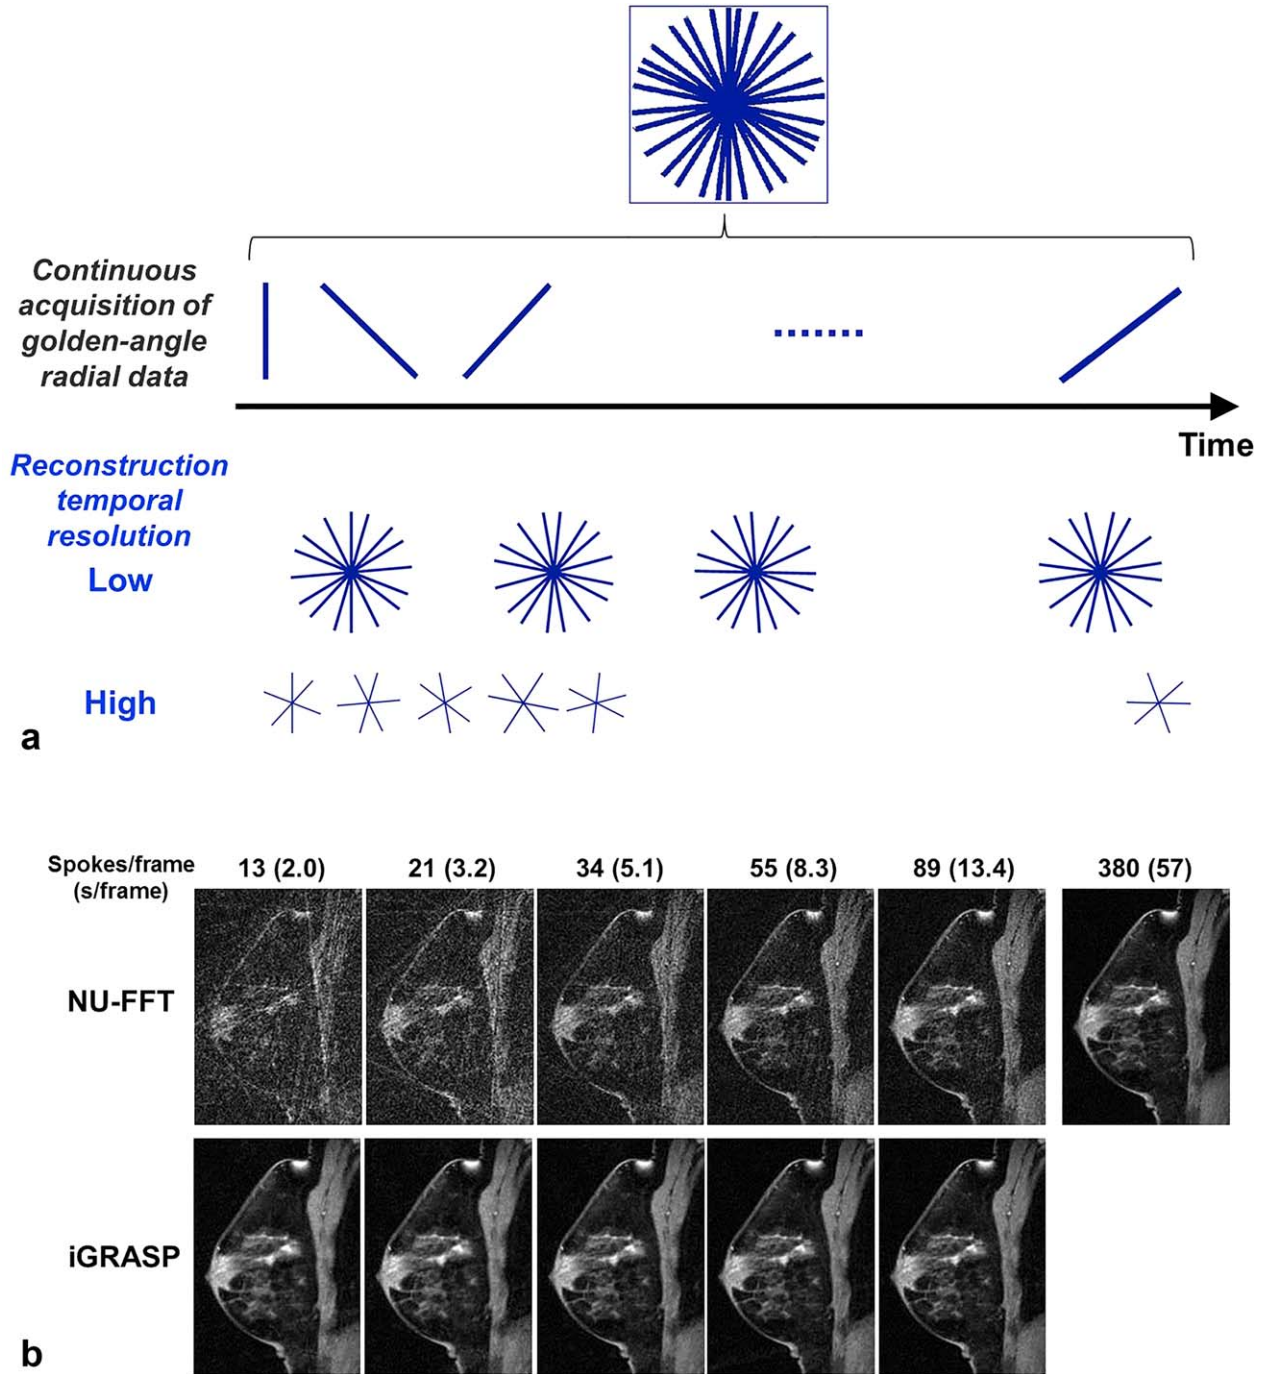 Continuous
acquisition of
golden-angle
radial data
Time
Reconstruction
temporal
resolution
Low
High
a
Spokes/frame
(s/frame)
13 (2.0)
21 (3.2)
34 (5.1)
55 (8.3)
89 (13.4)
380 (57)
NU-FFT
iGRASP
b